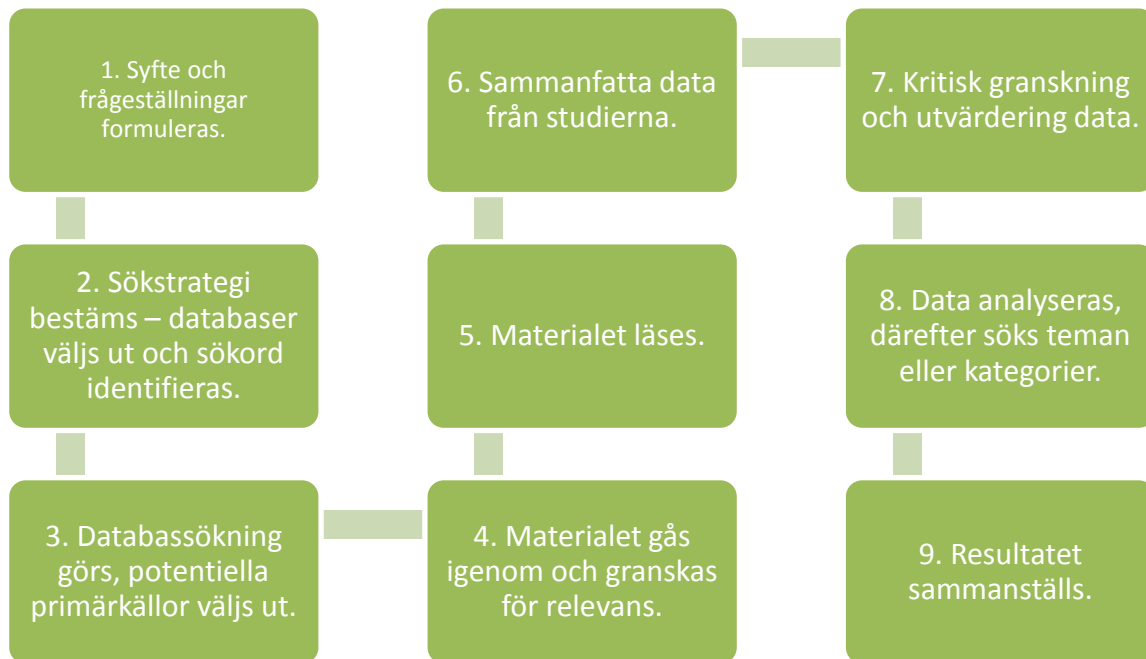 1. Syfte och
frågeställningar
formuleras.
2. Sökstrategi
bestäms – databaser
väljs ut och sökord
identifieras.
3. Databassökning
görs, potentiella
primärkällor väljs ut.
4. Materialet gås
igenom och granskas
för relevans.
5. Materialet läses.
6. Sammanfatta data
från studierna.
7. Kritisk granskning
och utvärdering data.
8. Data analyseras,
därefter söks teman
eller kategorier.
9. Resultatet
sammanställs.